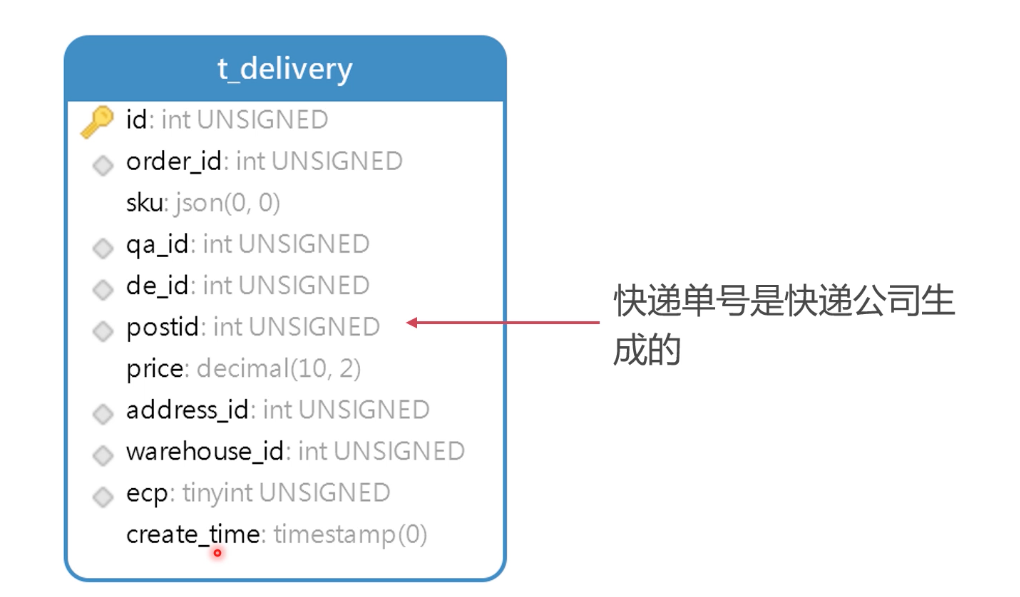 t_delivery
id: int UNSIGNED
order_id: int UNSIGNED
sku: json(0, 0)
qa_id: int UNSIGNED
de_id: int UNSIGNED
postid: int UNSIGNED
price: decimal(10, 2)
address_id: int UNSIGNED
warehouse_id: int UNSIGNED
ecp: tinyint UNSIGNED
create_time: timestamp(0)
快递单号是快递公司生
成的